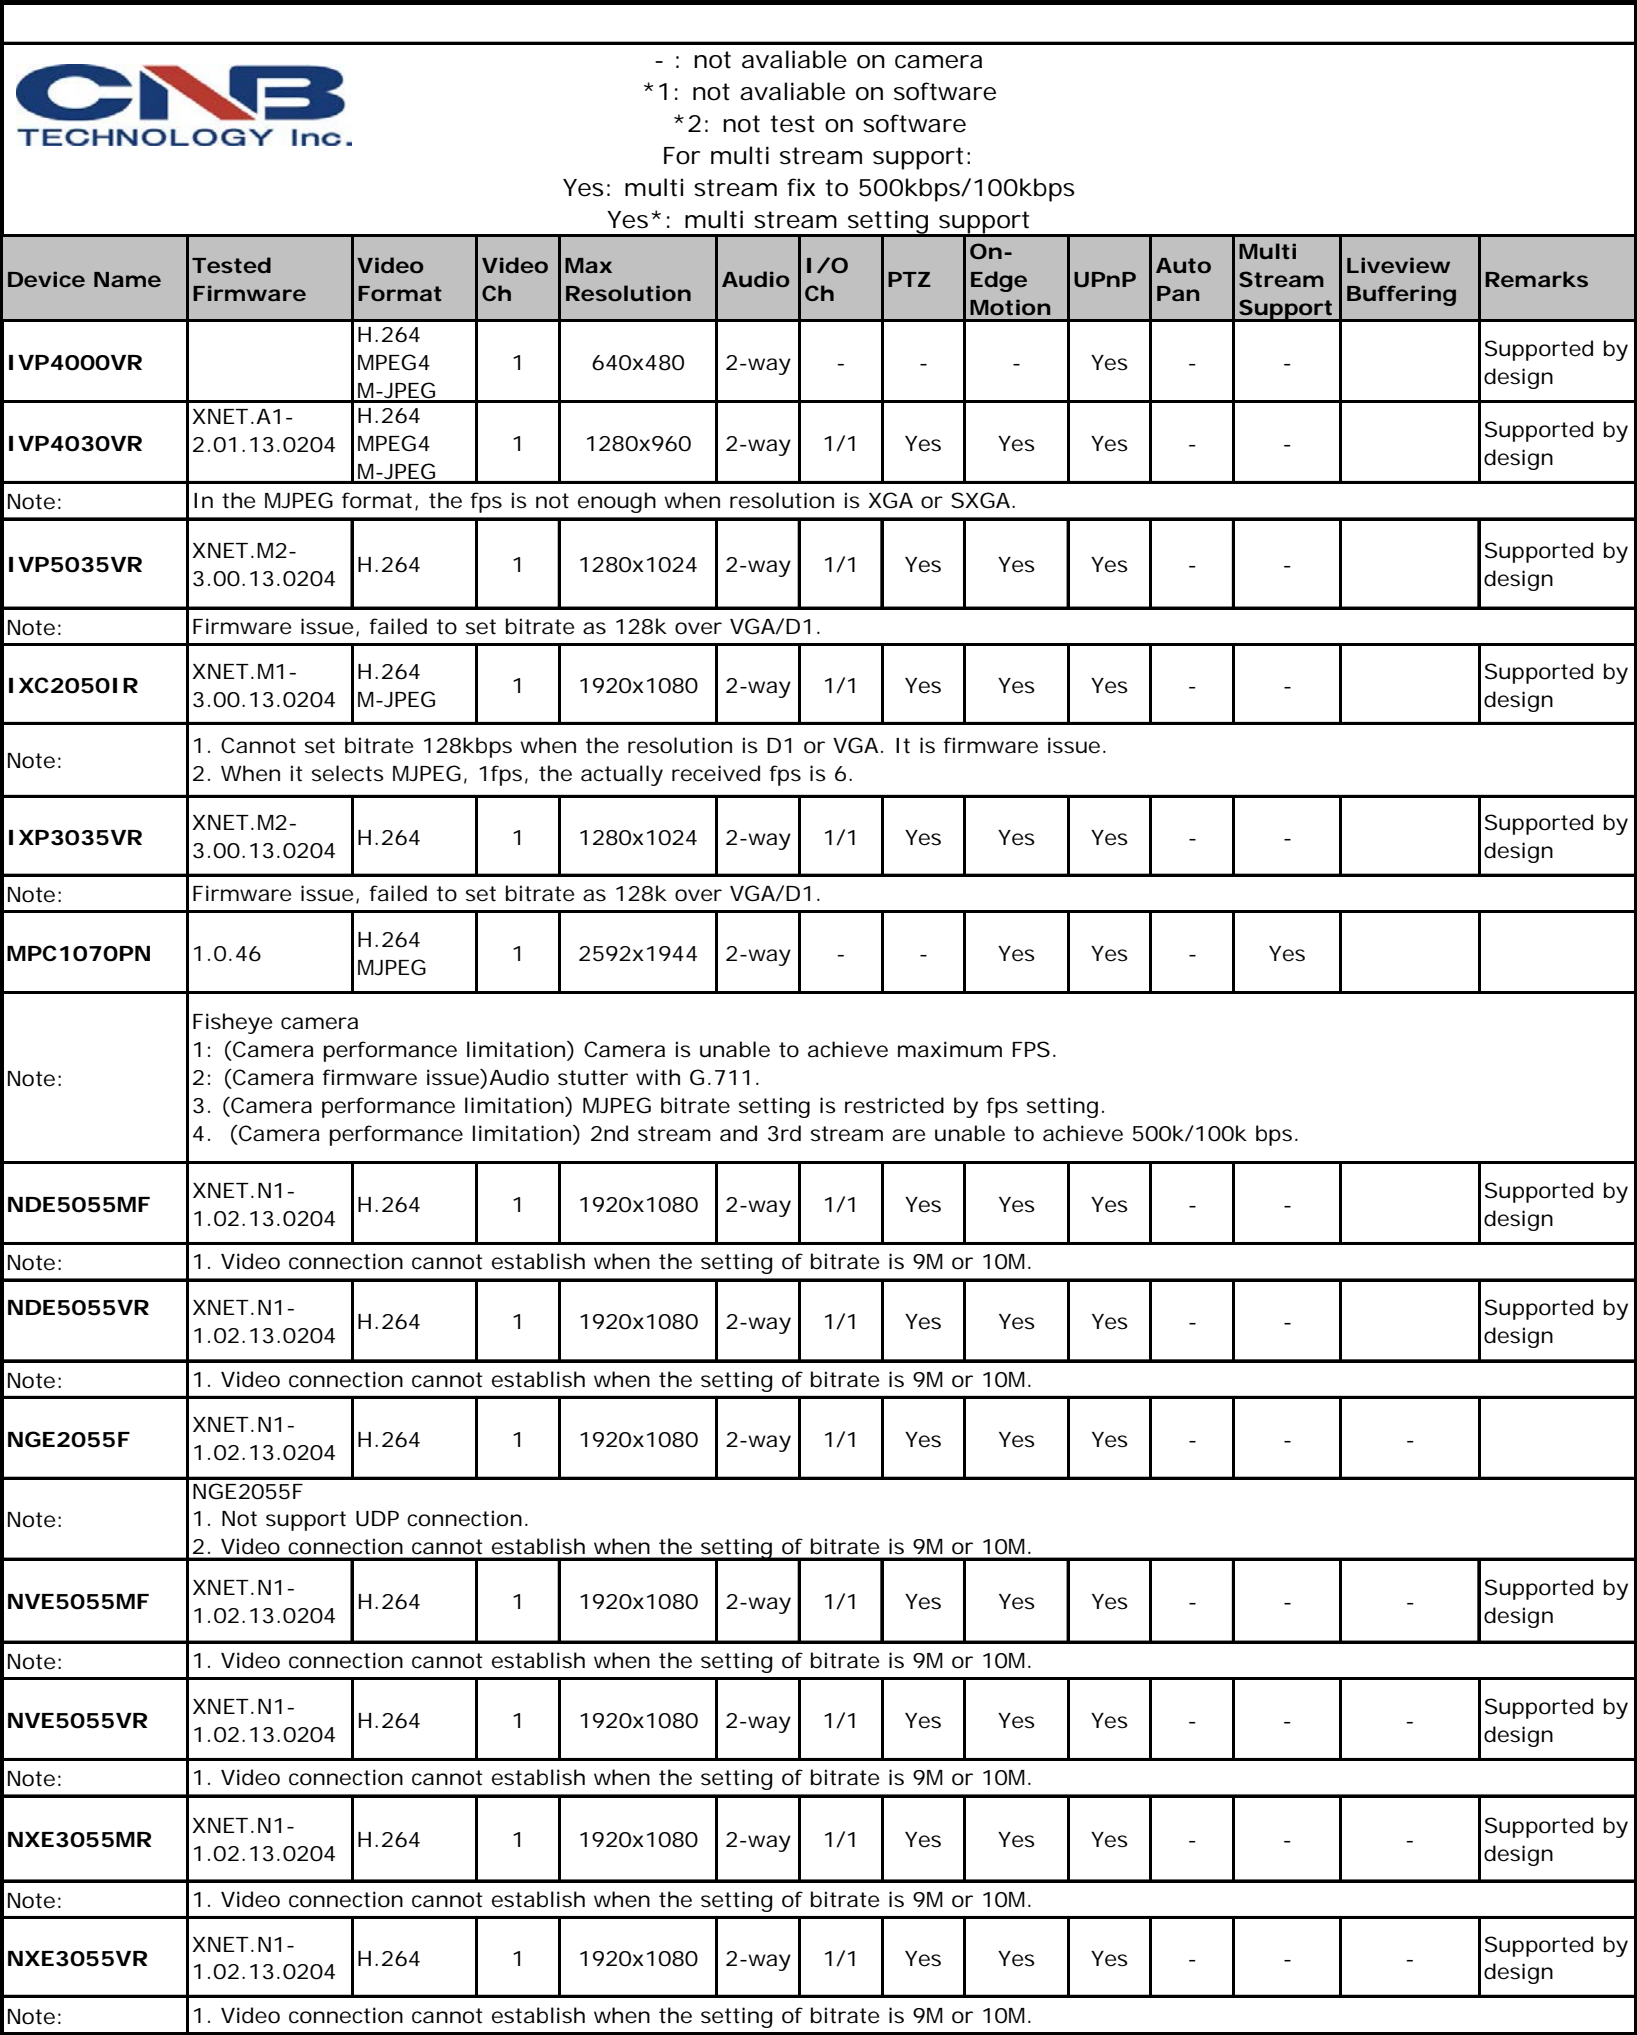 CNB
TECHNOLOGY Inc.
- : not avaliable on camera
*1: not avaliable on software
*2: not test on software
For multi stream support:
Yes: multi stream fix to 500kbps/100kbps
Yes*: multi stream setting support
Device Name Tested Firmware Video Format Video Ch Max Resolution Audio I/O Ch PTZ On-Edge Motion UPnP Auto Pan Multi Stream Support Liveview Buffering Remarks
IVP4000VR H.264 MPEG4 M-JPEG 1 640x480 2-way - - - Yes - - Supported by design
IVP4030VR XNET.A1-2.01.13.0204 H.264 MPEG4 M-JPEG 1 1280x960 2-way 1/1 Yes Yes Yes - - Supported by design
Note: In the MJPEG format, the fps is not enough when resolution is XGA or SXGA.
IVP5035VR XNET.M2-3.00.13.0204 H.264 1 1280x1024 2-way 1/1 Yes Yes Yes - - Supported by design
Note: Firmware issue, failed to set bitrate as 128k over VGA/D1.
IXC2050IR XNET.M1-3.00.13.0204 H.264 M-JPEG 1 1920x1080 2-way 1/1 Yes Yes Yes - - Supported by design
Note: 1. Cannot set bitrate 128kbps when the resolution is D1 or VGA. It is firmware issue.
2. When it selects MJPEG, 1fps, the actually received fps is 6.
IXP3035VR XNET.M2-3.00.13.0204 H.264 1 1280x1024 2-way 1/1 Yes Yes Yes - - Supported by design
Note: Firmware issue, failed to set bitrate as 128k over VGA/D1.
MPC1070PN 1.0.46 H.264 MJPEG 1 2592x1944 2-way - - Yes Yes - Yes
Note: Fisheye camera
1: (Camera performance limitation) Camera is unable to achieve maximum FPS.
2: (Camera firmware issue)Audio stutter with G.711.
3. (Camera performance limitation) MJPEG bitrate setting is restricted by fps setting.
4. (Camera performance limitation) 2nd stream and 3rd stream are unable to achieve 500k/100k bps.
NDE5055MF XNET.N1-1.02.13.0204 H.264 1 1920x1080 2-way 1/1 Yes Yes Yes - - Supported by design
Note: 1. Video connection cannot establish when the setting of bitrate is 9M or 10M.
NDE5055VR XNET.N1-1.02.13.0204 H.264 1 1920x1080 2-way 1/1 Yes Yes Yes - - Supported by design
Note: 1. Video connection cannot establish when the setting of bitrate is 9M or 10M.
NGE2055F XNET.N1-1.02.13.0204 H.264 1 1920x1080 2-way 1/1 Yes Yes Yes - - -
Note: NGE2055F
1. Not support UDP connection.
2. Video connection cannot establish when the setting of bitrate is 9M or 10M.
NVE5055MF XNET.N1-1.02.13.0204 H.264 1 1920x1080 2-way 1/1 Yes Yes Yes - - - Supported by design
Note: 1. Video connection cannot establish when the setting of bitrate is 9M or 10M.
NVE5055VR XNET.N1-1.02.13.0204 H.264 1 1920x1080 2-way 1/1 Yes Yes Yes - - - Supported by design
Note: 1. Video connection cannot establish when the setting of bitrate is 9M or 10M.
NXE3055MR XNET.N1-1.02.13.0204 H.264 1 1920x1080 2-way 1/1 Yes Yes Yes - - - Supported by design
Note: 1. Video connection cannot establish when the setting of bitrate is 9M or 10M.
NXE3055VR XNET.N1-1.02.13.0204 H.264 1 1920x1080 2-way 1/1 Yes Yes Yes - - - Supported by design
Note: 1. Video connection cannot establish when the setting of bitrate is 9M or 10M.